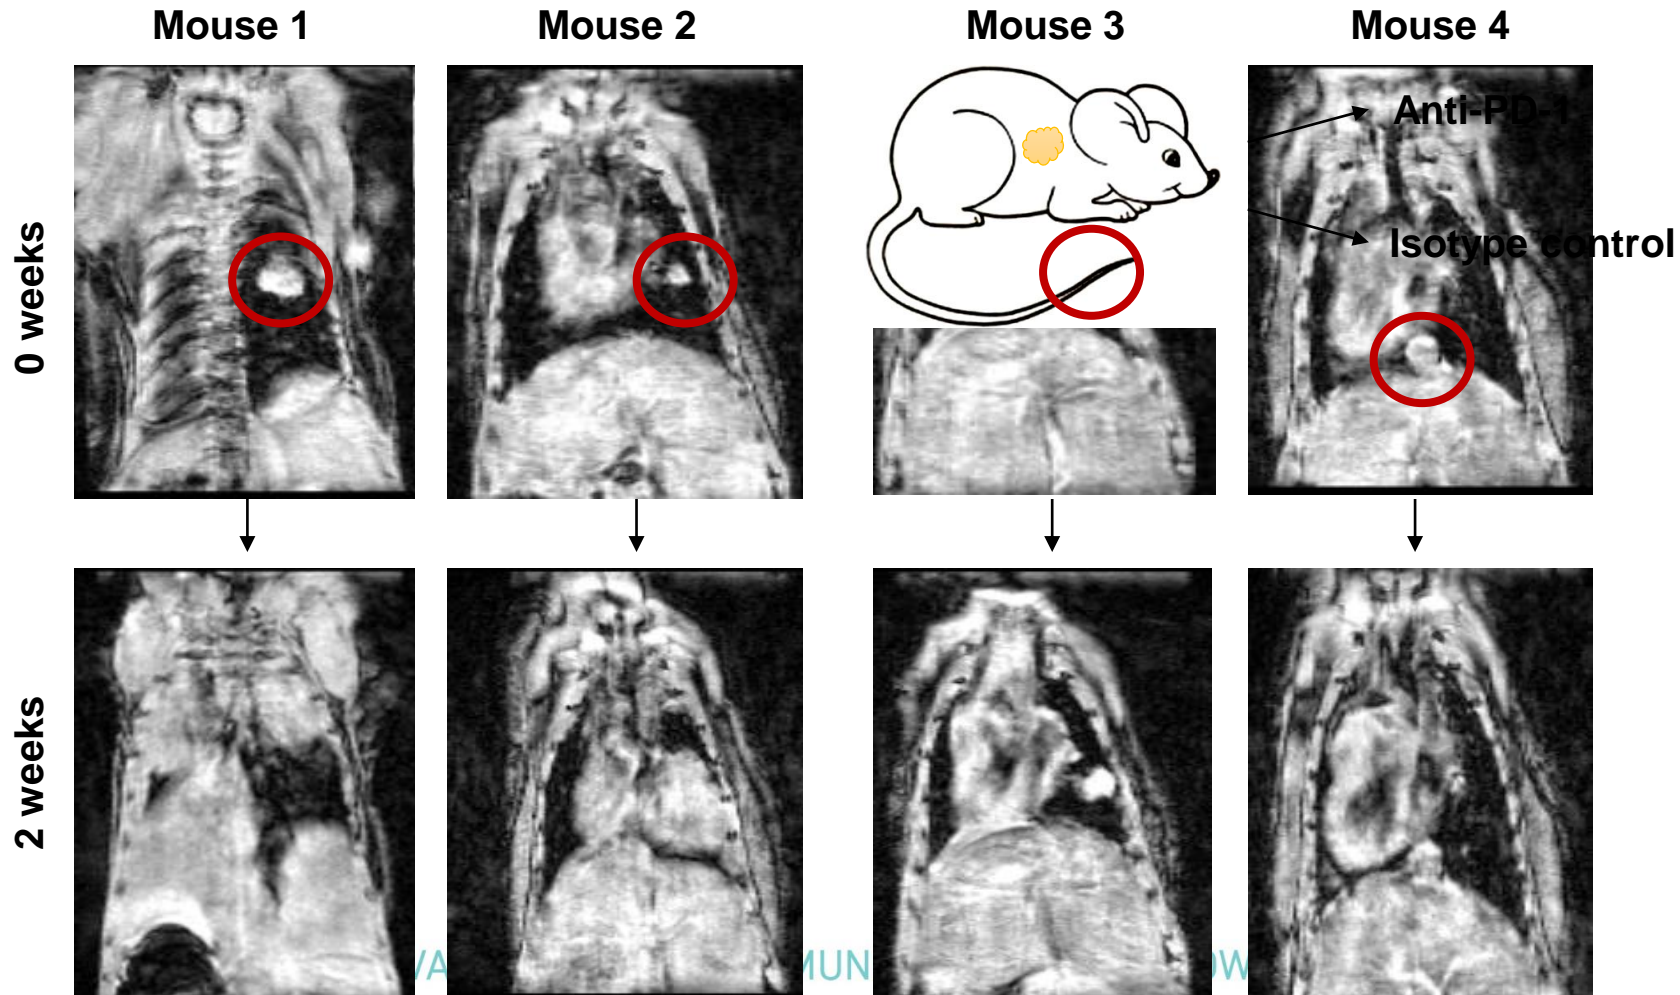 Mouse 1
Mouse 2
Mouse 3
Mouse 4
Anti-PD-1
Isotype control
0 weeks
2 weeks